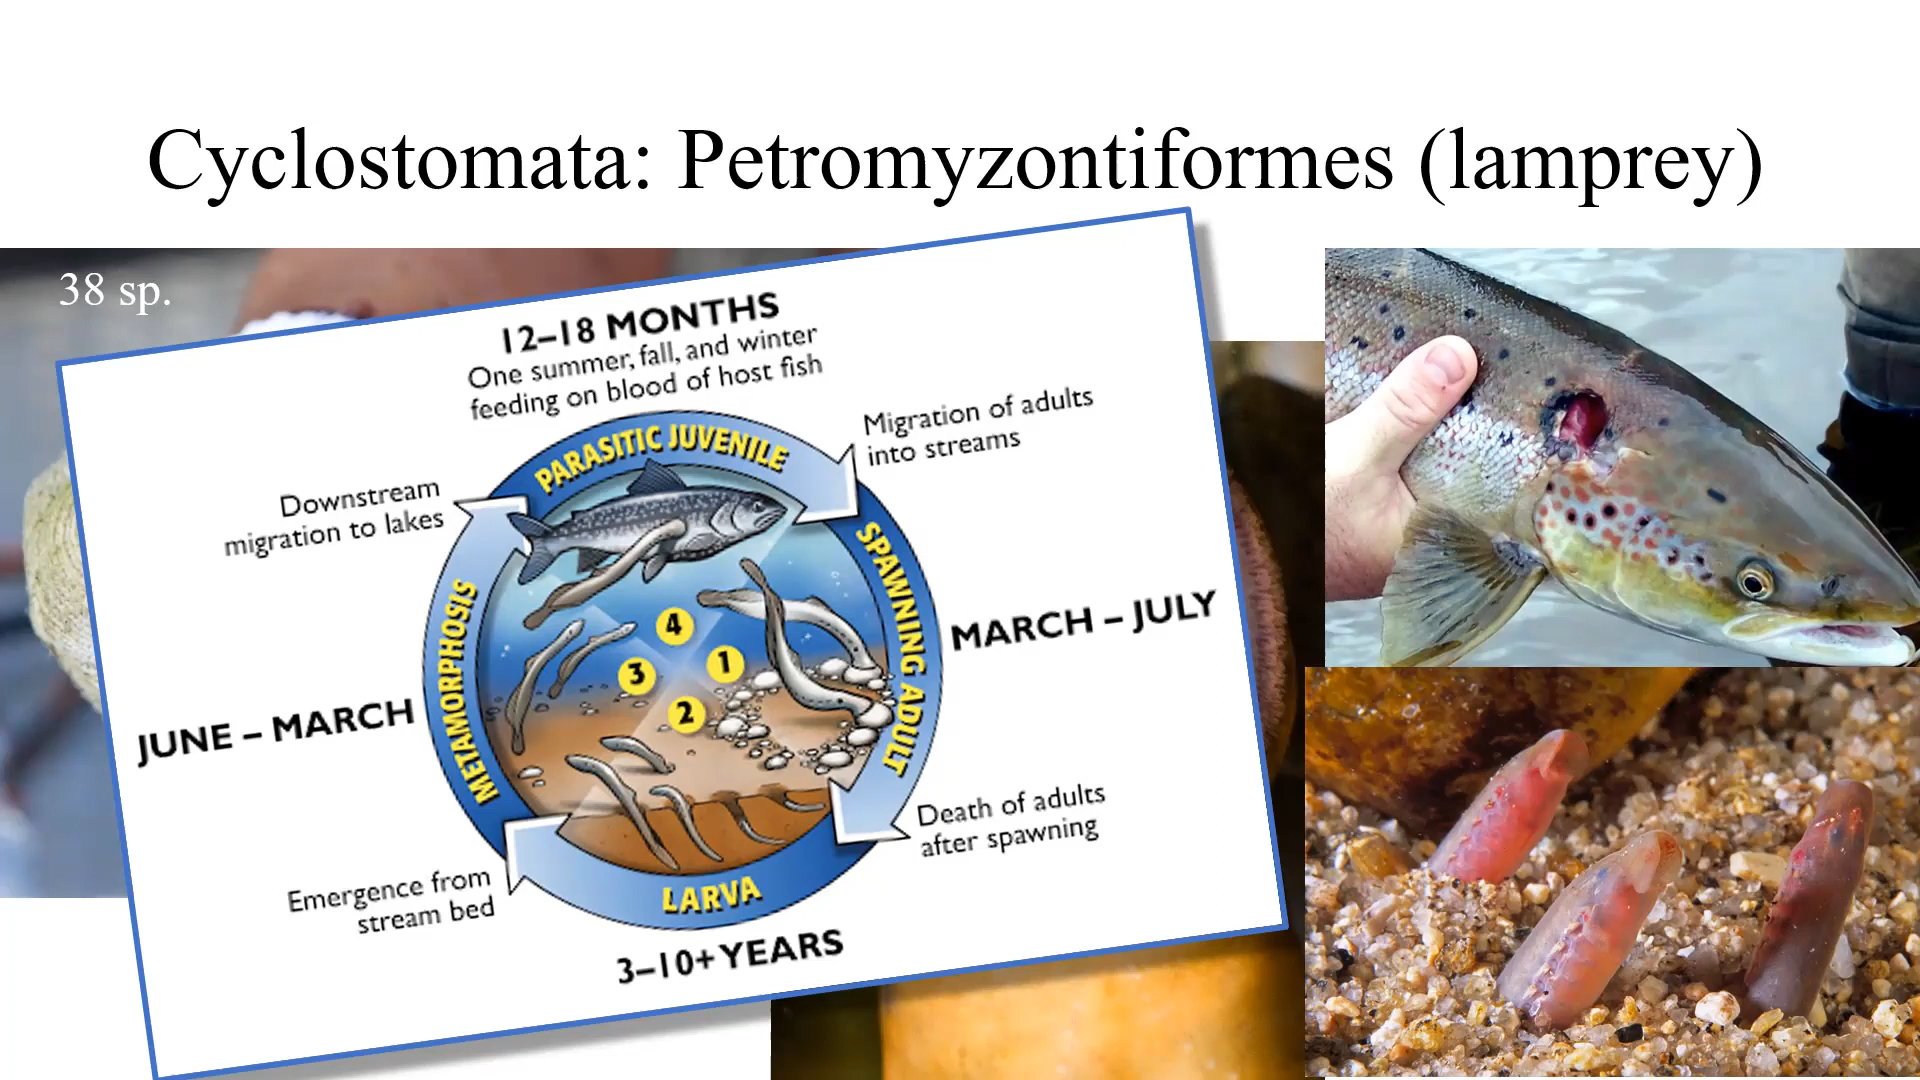 Cyclostomata: Petromyzontiformes (lamprey)
38 sp.
12–18 MONTHS
One summer, fall, and winter
feeding on blood of host fish
PARASITIC JUVENILE
Migration of adults
into streams
Downstream
migration to lakes
SPAWNING ADULT
METAMORPHOSIS
4
1
3
2
MARCH – JULY
JUNE – MARCH
Death of adults
after spawning
Emergence from
stream bed
LARVA
3–10+ YEARS